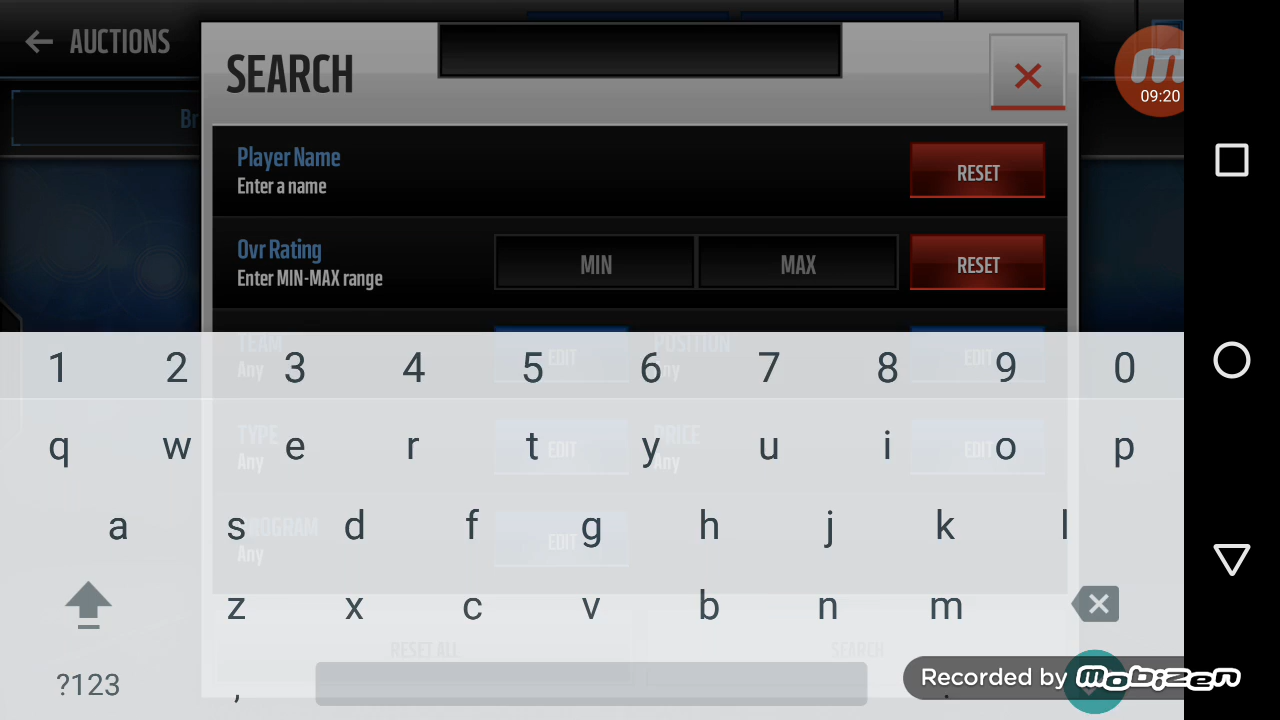 AUCTIONS
SEARCH
09:20
Br
Player Name
Enter a name
RESET
Ovr Rating
Enter MIN-MAX range
MIN
MAX
RESET
TEAM
Any
EDIT
POSITION
Any
EDIT
1 2 3 4 5 6 7 8 9 0
TYPE
Any
EDIT
PRICE
Any
EDIT
q w e r t y u i o p
PROGRAM
Any
EDIT
a s d f g h j k l
z x c v b n m
RESET ALL
SEARCH
?123 , .
Recorded by mobizen